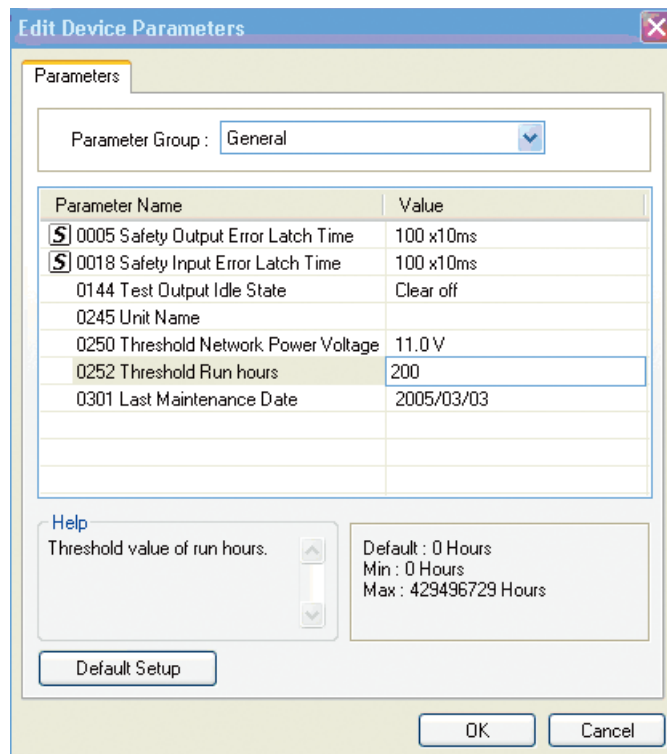 Edit Device Parameters
Parameters
Parameter Group : General
Parameter Name Value
S 0005 Safety Output Error Latch Time 100 x10ms
S 0018 Safety Input Error Latch Time 100 x10ms
0144 Test Output Idle State Clear off
0245 Unit Name
0250 Threshold Network Power Voltage 11.0 V
0252 Threshold Run hours 200
0301 Last Maintenance Date 2005/03/03
Help
Threshold value of run hours.
Default : 0 Hours
Min : 0 Hours
Max : 429496729 Hours
Default Setup
OK Cancel